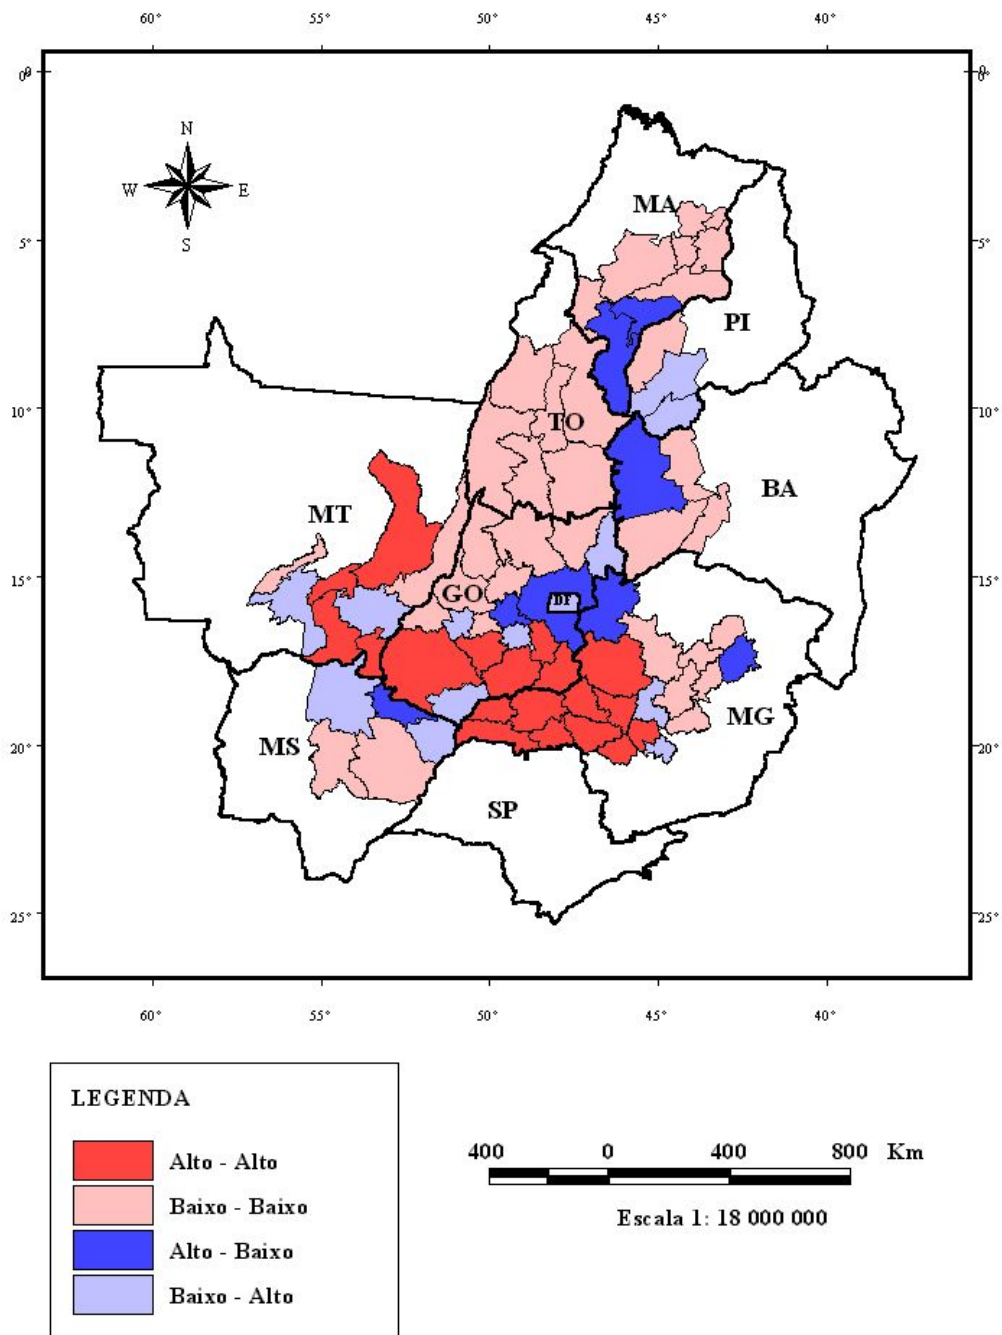 60° 55° 50° 45° 40°
0° 0°
N
W E
S
MA
5° 5°
PI
10° 10°
TO
BA
MT
15° 15°
GO
DF
MG
MS
20° 20°
SP
25° 25°
60° 55° 50° 45° 40°
LEGENDA
Alto - Alto
Baixo - Baixo
Alto - Baixo
Baixo - Alto
400 0 400 800 Km
Escala 1: 18 000 000